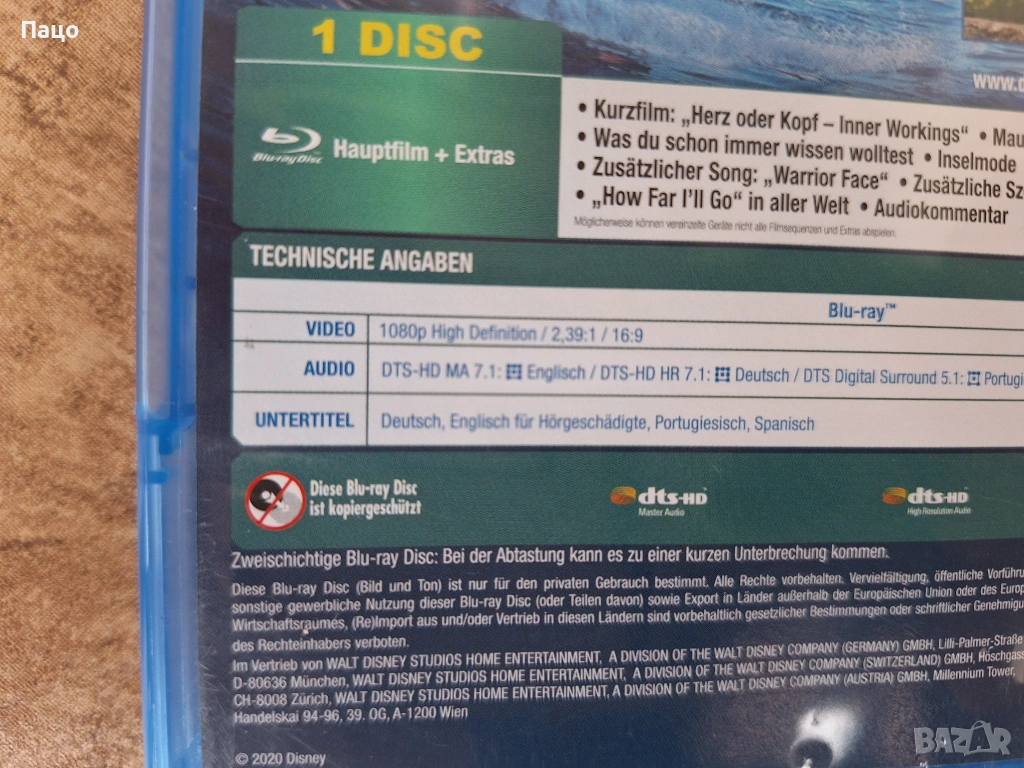 Пацо
1 DISC
www.
Blu-ray Disc
Hauptfilm + Extras
• Kurzfilm: „Herz oder Kopf – Inner Workings“ • Mau
• Was du schon immer wissen wolltest • Inselmode
• Zusätzlicher Song: „Warrior Face“ • Zusätzliche Sz
• „How Far I'll Go“ in aller Welt • Audiokommentar
Möglicherweise können vereinzelte Geräte nicht alle Filmsequenzen und Extras abspielen.
TECHNISCHE ANGABEN
Blu-ray™
VIDEO 1080p High Definition / 2,39:1 / 16:9
AUDIO DTS-HD MA 7.1: Englisch / DTS-HD HR 7.1: Deutsch / DTS Digital Surround 5.1: Portugi
UNTERTITEL Deutsch, Englisch für Hörgeschädigte, Portugiesisch, Spanisch
Diese Blu-ray Disc
ist kopiergeschützt
dts-HD
Master Audio
dts-HD
High Resolution Audio
Zweischichtige Blu-ray Disc: Bei der Abtastung kann es zu einer kurzen Unterbrechung kommen.
Diese Blu-ray Disc (Bild und Ton) ist nur für den privaten Gebrauch bestimmt. Alle Rechte vorbehalten. Vervielfältigung, öffentliche Vorführu
sonstige gewerbliche Nutzung dieser Blu-ray Disc (oder Teilen davon) sowie Export in Länder außerhalb der Europäischen Union oder des Europ
Wirtschaftsraumes, (Re)Import aus und/oder Vertrieb in diesen Ländern sind vorbehaltlich gesetzlicher Bestimmungen oder schriftlicher Genehmigu
des Rechteinhabers verboten.
Im Vertrieb von WALT DISNEY STUDIOS HOME ENTERTAINMENT, A DIVISION OF THE WALT DISNEY COMPANY (GERMANY) GMBH, Lilli-Palmer-Straße
D-80636 München, WALT DISNEY STUDIOS HOME ENTERTAINMENT, A DIVISION OF THE WALT DISNEY COMPANY (SWITZERLAND) GMBH, Höschgass
CH-8008 Zürich, WALT DISNEY STUDIOS HOME ENTERTAINMENT, A DIVISION OF THE WALT DISNEY COMPANY (AUSTRIA) GMBH, Millennium Tower,
Handelskai 94-96, 39. OG, A-1200 Wien
© 2020 Disney
BAZAR